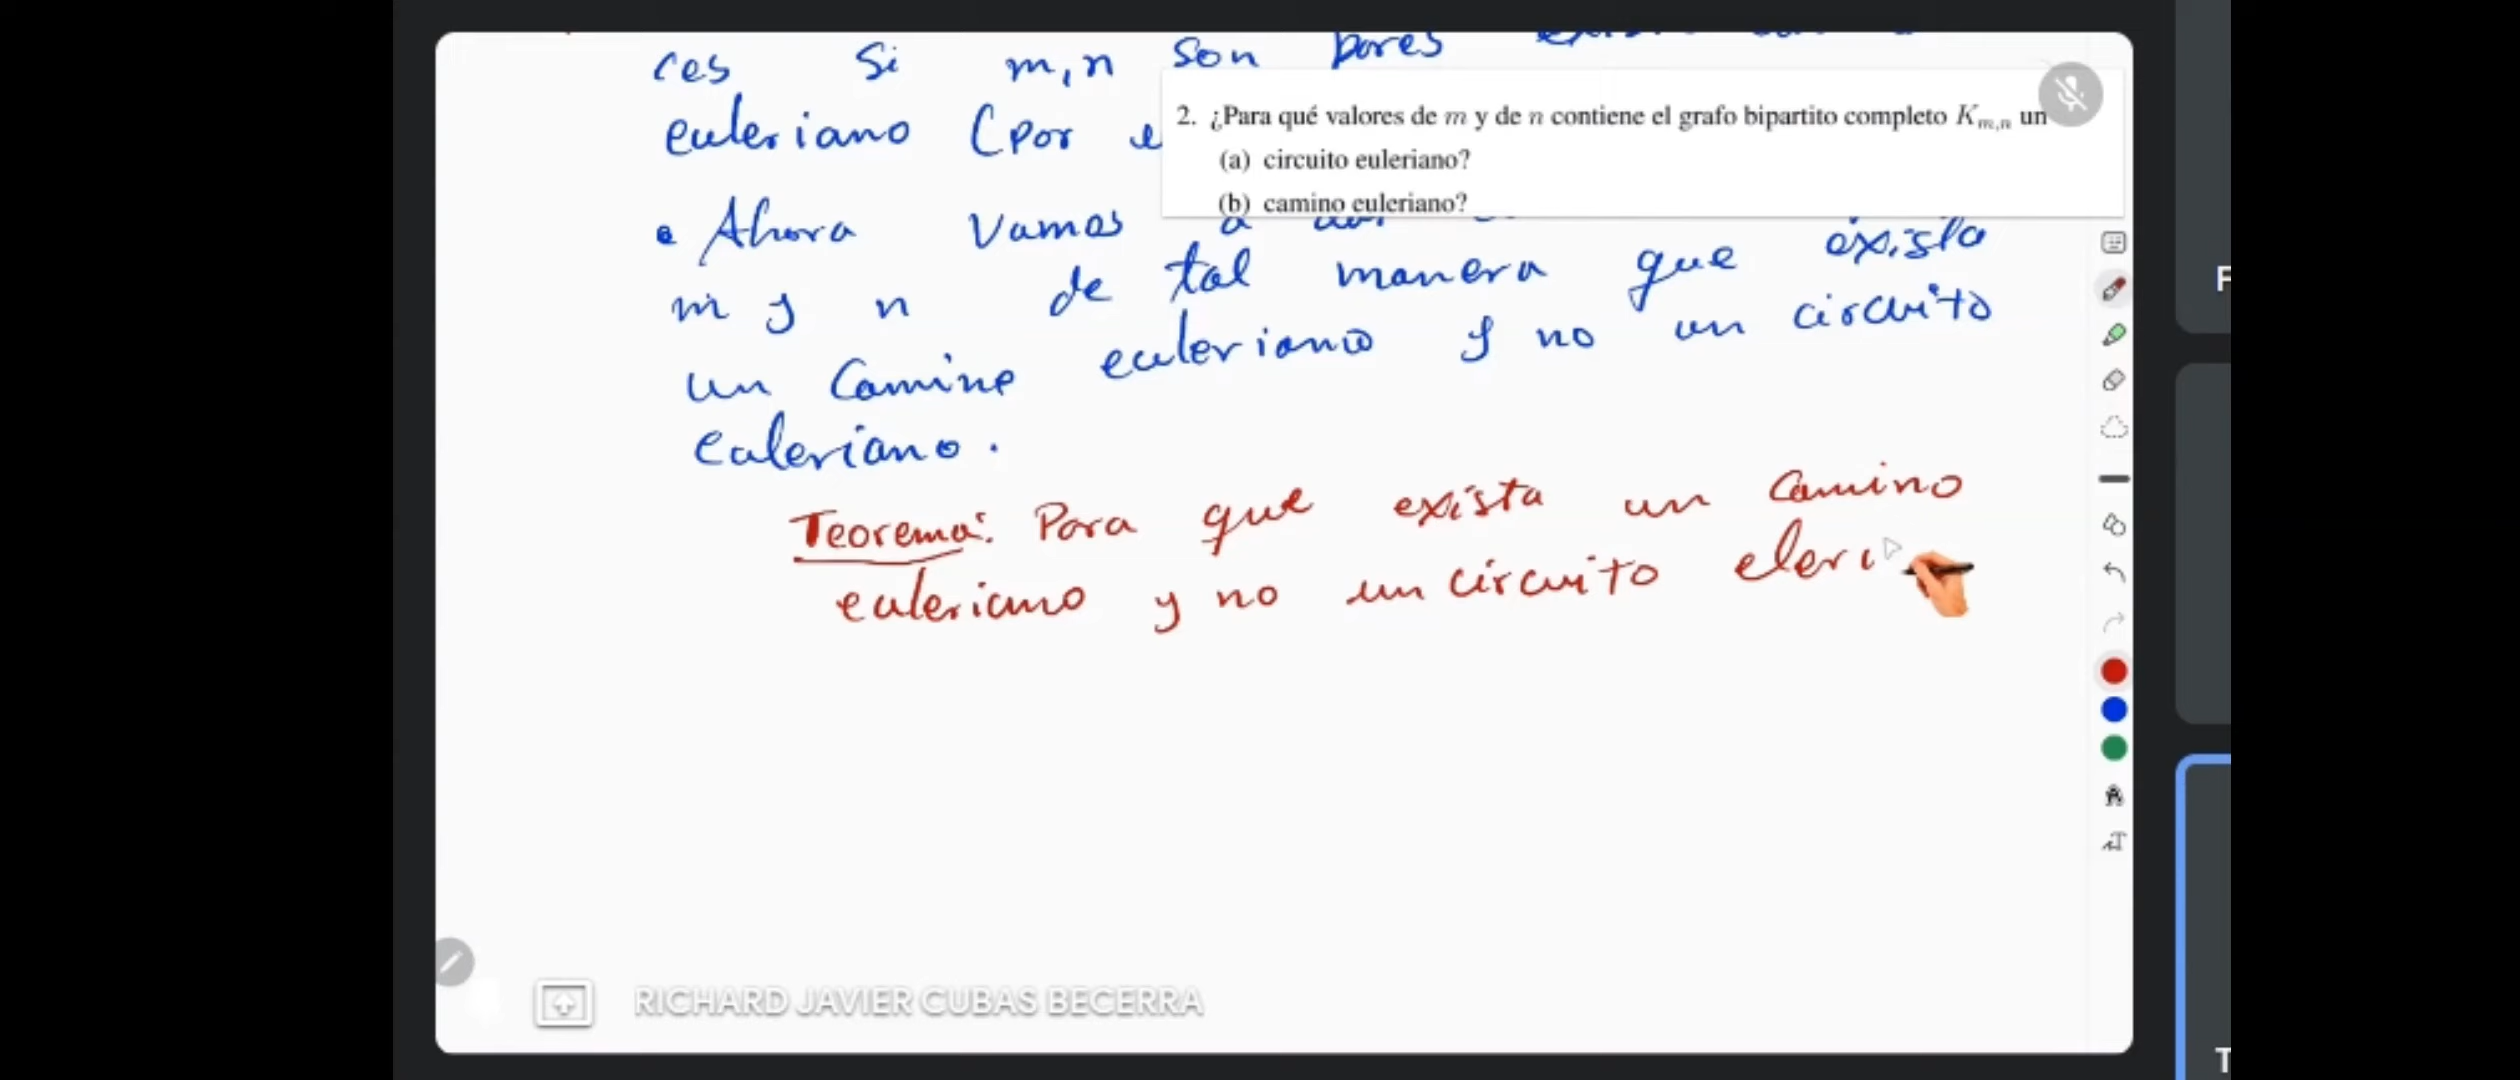 ces si m,n son pares
euleriano (por e
2. ¿Para qué valores de m y de n contiene el grafo bipartito completo K_{m,n} un
(a) circuito euleriano?
(b) camino euleriano?
• Ahora vamos a
m y n de tal manera que exista
un camino euleriano y no un circuito
euleriano.
Teorema: Para que exista un camino
euleriano y no un circuito eleri
RICHARD JAVIER CUBAS BECERRA
F
T